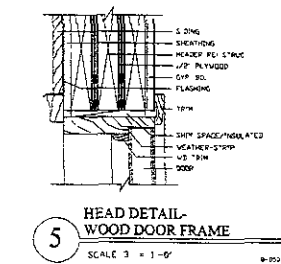 SIDING
SHEATHING
HEADER PER STRUC
1/2" PLYWOOD
GYP. BD.
FLASHING
TRIM
SHIM SPACE/INSULATED
WEATHER-STRIP
WD TRIM
DOOR
5
HEAD DETAIL-
WOOD DOOR FRAME
SCALE 3 = 1-0"